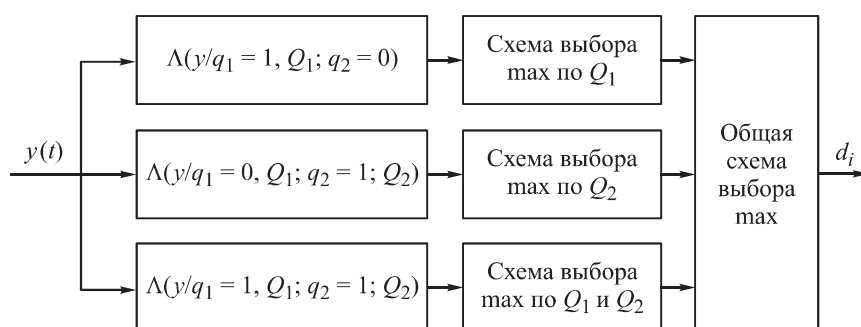 Λ(y/q₁ = 1, Q₁; q₂ = 0)
Схема выбора
max по Q₁
y(t)
Λ(y/q₁ = 0, Q₁; q₂ = 1; Q₂)
Схема выбора
max по Q₂
Общая
схема
выбора
max
dᵢ
Λ(y/q₁ = 1, Q₁; q₂ = 1; Q₂)
Схема выбора
max по Q₁ и Q₂